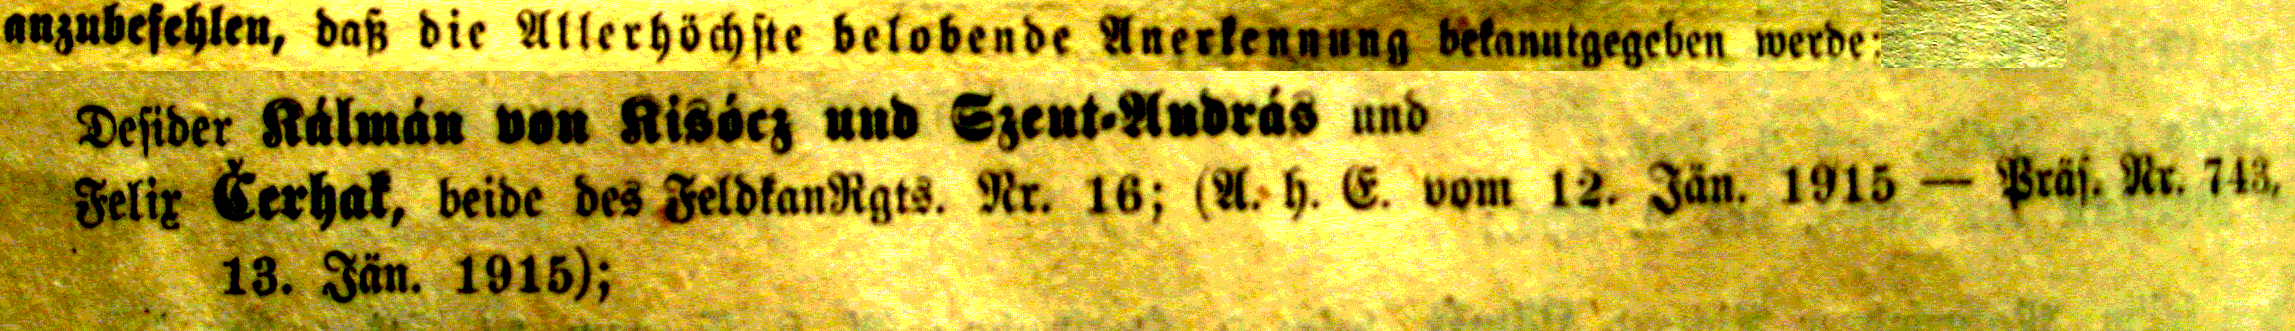 anzubefehlen, daß die Allerhöchste belobende Anerkennung bekanntgegeben werde:
Desider Kálmán von Kisócz und Szent-András und
Felix Čerhak, beide des FeldkanRgts. Nr. 16; (A. h. E. vom 12. Jän. 1915 — Präs. Nr. 743,
13. Jän. 1915);